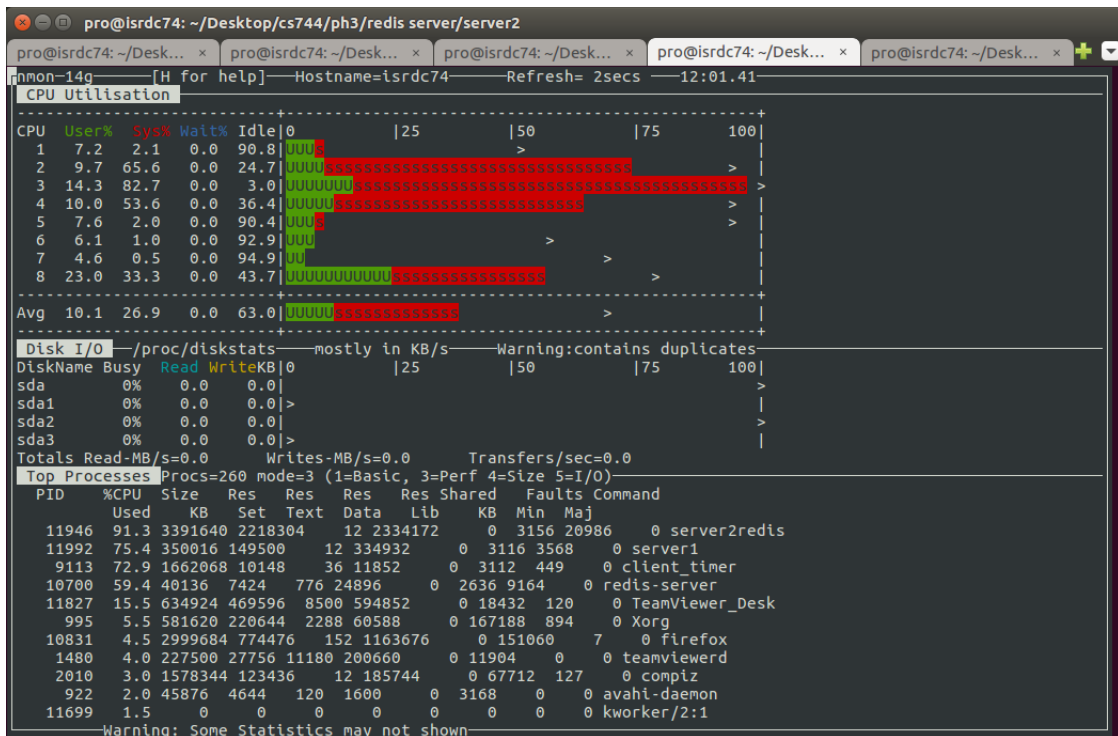 pro@isrdc74: ~/Desktop/cs744/ph3/redis server/server2
pro@isrdc74: ~/Desk... × pro@isrdc74: ~/Desk... × pro@isrdc74: ~/Desk... × pro@isrdc74: ~/Desk... × pro@isrdc74: ~/Desk... ×
nmon─14g─────[H for help]───Hostname=isrdc74─────Refresh= 2secs ───12:01.41─
CPU Utilisation
---------------------------+-------------------------------------------------+
CPU User% Sys% Wait% Idle|0 |25 |50 |75 100|
1 7.2 2.1 0.0 90.8|UUUs > |
2 9.7 65.6 0.0 24.7|UUUUssssssssssssssssssssssssssssssss > |
3 14.3 82.7 0.0 3.0|UUUUUUUsssssssssssssssssssssssssssssssssssssssss >
4 10.0 53.6 0.0 36.4|UUUUUssssssssssssssssssssssssss > |
5 7.6 2.0 0.0 90.4|UUUs > |
6 6.1 1.0 0.0 92.9|UUU > |
7 4.6 0.5 0.0 94.9|UU > |
8 23.0 33.3 0.0 43.7|UUUUUUUUUUUssssssssssssssss > |
---------------------------+-------------------------------------------------+
Avg 10.1 26.9 0.0 63.0|UUUUUsssssssssssss > |
---------------------------+-------------------------------------------------+
Disk I/O ──/proc/diskstats────mostly in KB/s─────Warning:contains duplicates─
DiskName Busy Read WriteKB|0 |25 |50 |75 100|
sda 0% 0.0 0.0| >
sda1 0% 0.0 0.0|> |
sda2 0% 0.0 0.0| >
sda3 0% 0.0 0.0|> |
Totals Read-MB/s=0.0 Writes-MB/s=0.0 Transfers/sec=0.0
Top Processes Procs=260 mode=3 (1=Basic, 3=Perf 4=Size 5=I/O)─
PID %CPU Size Res Res Res Res Shared Faults Command
Used KB Set Text Data Lib KB Min Maj
11946 91.3 3391640 2218304 12 2334172 0 3156 20986 0 server2redis
11992 75.4 350016 149500 12 334932 0 3116 3568 0 server1
9113 72.9 1662068 10148 36 11852 0 3112 449 0 client_timer
10700 59.4 40136 7424 776 24896 0 2636 9164 0 redis-server
11827 15.5 634924 469596 8500 594852 0 18432 120 0 TeamViewer_Desk
995 5.5 581620 220644 2288 60588 0 167188 894 0 Xorg
10831 4.5 2999684 774476 152 1163676 0 151060 7 0 firefox
1480 4.0 227500 27756 11180 200660 0 11904 0 0 teamviewerd
2010 3.0 1578344 123436 12 185744 0 67712 127 0 compiz
922 2.0 45876 4644 120 1600 0 3168 0 0 avahi-daemon
11699 1.5 0 0 0 0 0 0 0 0 kworker/2:1
Warning: Some Statistics may not shown